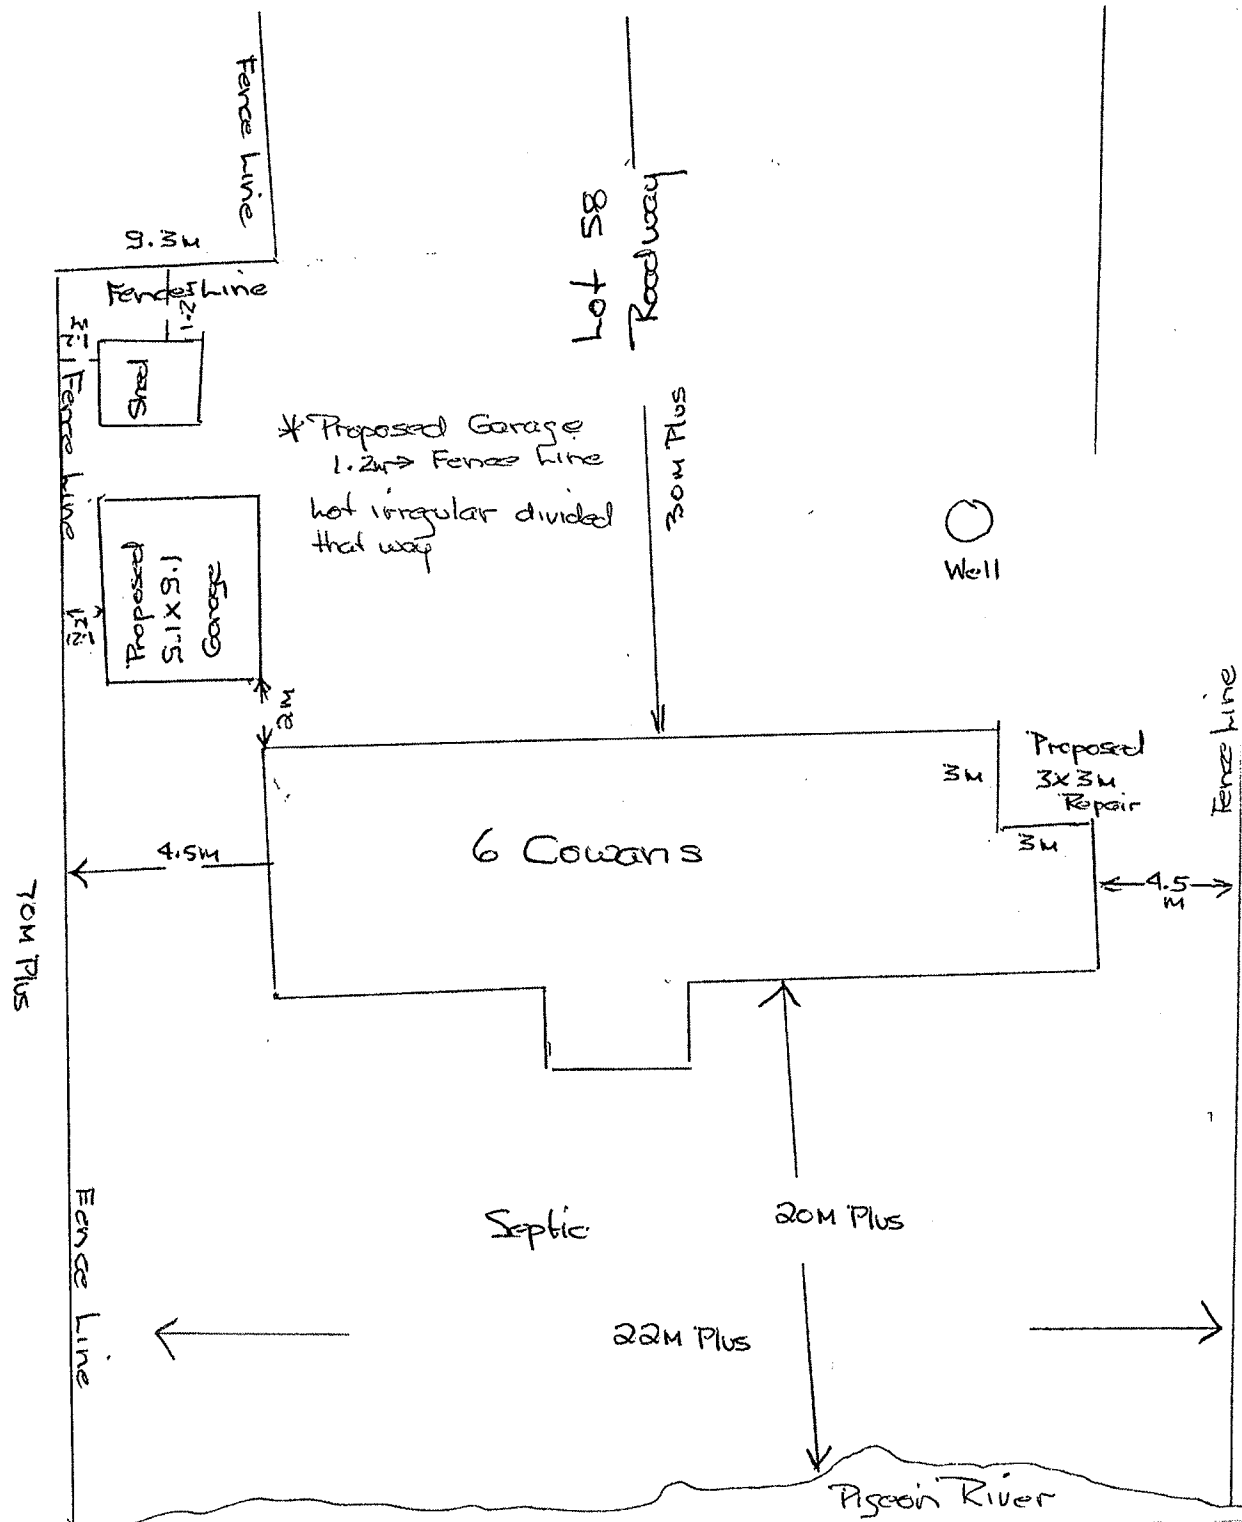 Fence Line
9.3M
Fence Line
1.2M
1.2M
Shed
Fence Line
Lot 58
Roadway
30M Plus
* Proposed Garage
1.2M→ Fence Line
Lot irregular divided
that way
Well
Proposed
5.1 X 9.1
Garage
1.2M
2M
Proposed
3X3M
Repair
3M
3M
Fence Line
6 Cowans
4.5M
4.5
M
70M Plus
Septic
20M Plus
22M Plus
Fence Line
Pigeon River